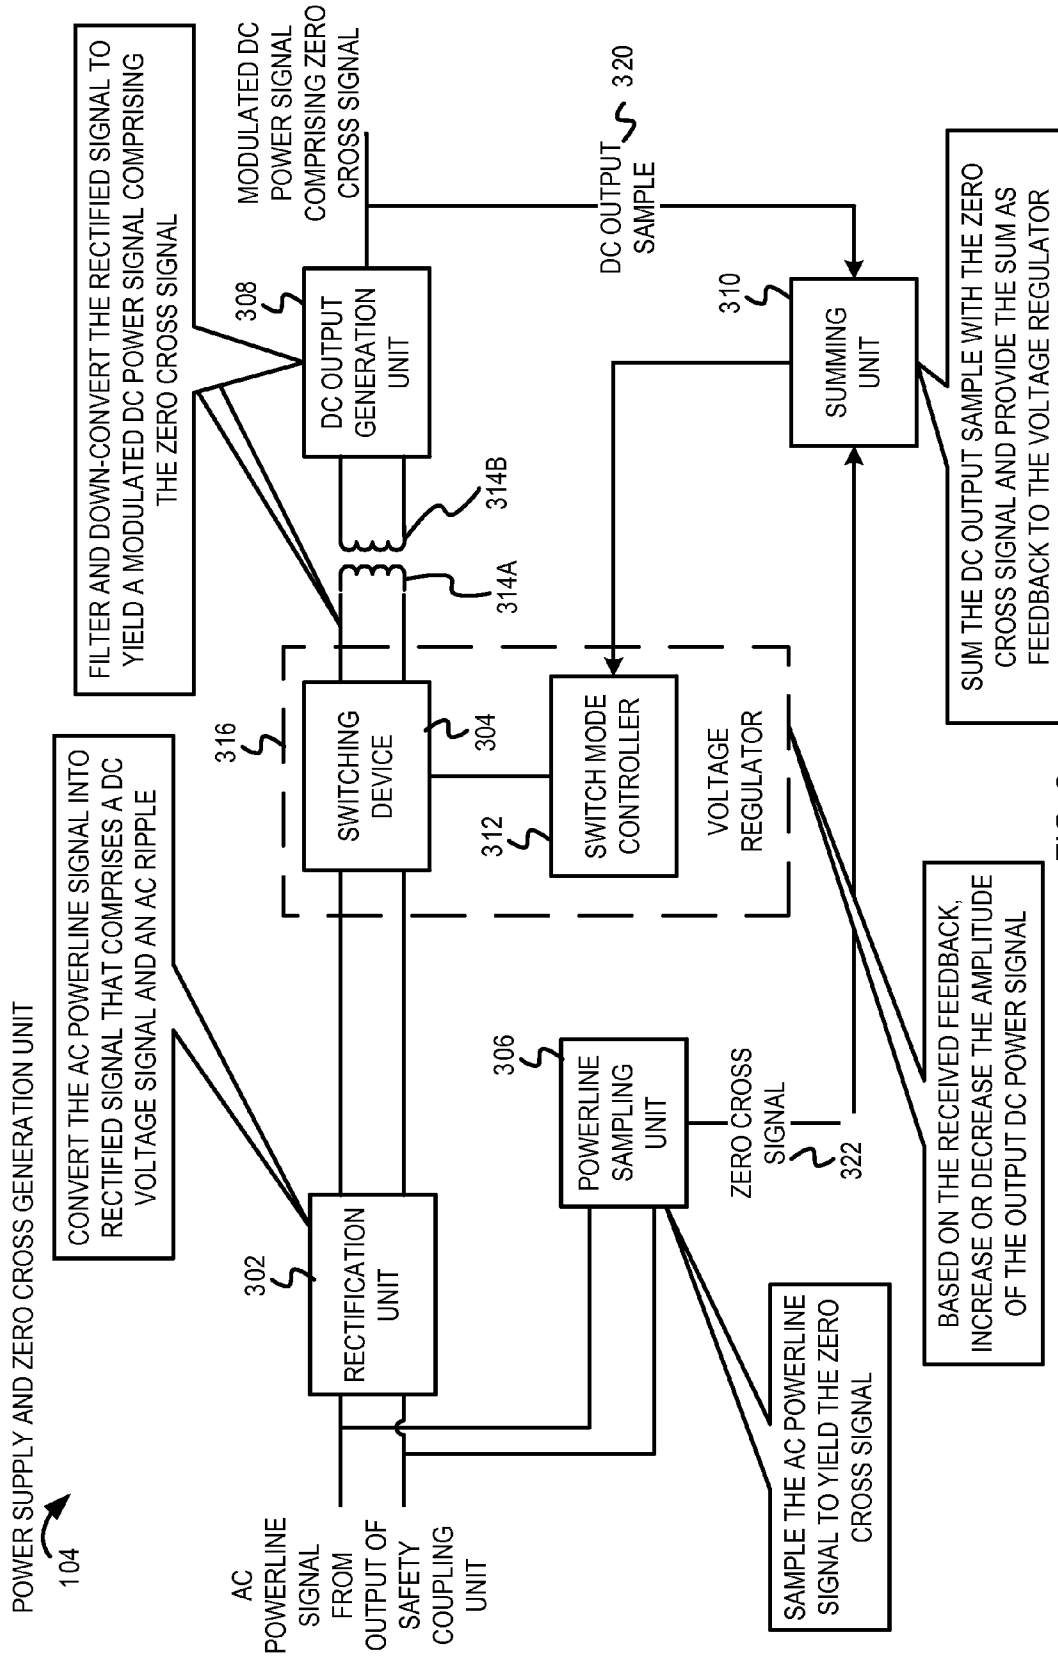 POWER SUPPLY AND ZERO CROSS GENERATION UNIT
104
CONVERT THE AC POWERLINE SIGNAL INTO
RECTIFIED SIGNAL THAT COMPRISES A DC
VOLTAGE SIGNAL AND AN AC RIPPLE
FILTER AND DOWN-CONVERT THE RECTIFIED SIGNAL TO
YIELD A MODULATED DC POWER SIGNAL COMPRISING
THE ZERO CROSS SIGNAL
AC
POWERLINE
SIGNAL
FROM
OUTPUT OF
SAFETY
COUPLING
UNIT
302
RECTIFICATION
UNIT
316
SWITCHING
DEVICE
304
314A
314B
308
DC OUTPUT
GENERATION
UNIT
MODULATED DC
POWER SIGNAL
COMPRISING ZERO
CROSS SIGNAL
306
POWERLINE
SAMPLING
UNIT
312
SWITCH MODE
CONTROLLER
VOLTAGE
REGULATOR
DC OUTPUT
SAMPLE
320
ZERO CROSS
SIGNAL
322
310
SUMMING
UNIT
SAMPLE THE AC POWERLINE
SIGNAL TO YIELD THE ZERO
CROSS SIGNAL
BASED ON THE RECEIVED FEEDBACK,
INCREASE OR DECREASE THE AMPLITUDE
OF THE OUTPUT DC POWER SIGNAL
SUM THE DC OUTPUT SAMPLE WITH THE ZERO
CROSS SIGNAL AND PROVIDE THE SUM AS
FEEDBACK TO THE VOLTAGE REGULATOR